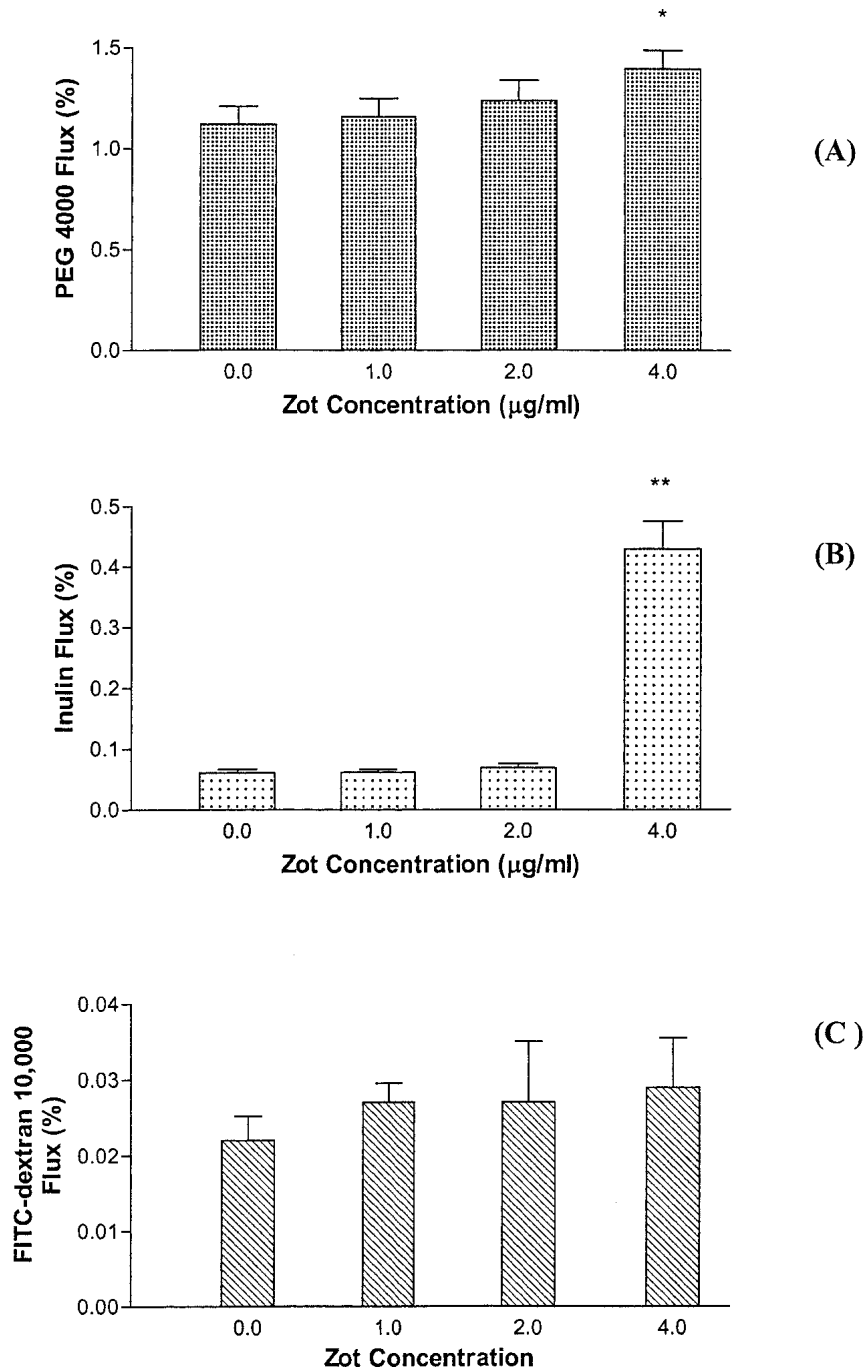 *
1.5
1.0
0.5
0.0
PEG 4000 Flux (%)
(A)
0.0 1.0 2.0 4.0
Zot Concentration (μg/ml)
**
0.5
0.4
0.3
0.2
0.1
0.0
Inulin Flux (%)
(B)
0.0 1.0 2.0 4.0
Zot Concentration (μg/ml)
0.04
0.03
0.02
0.01
0.00
FITC-dextran 10,000
Flux (%)
(C )
0.0 1.0 2.0 4.0
Zot Concentration